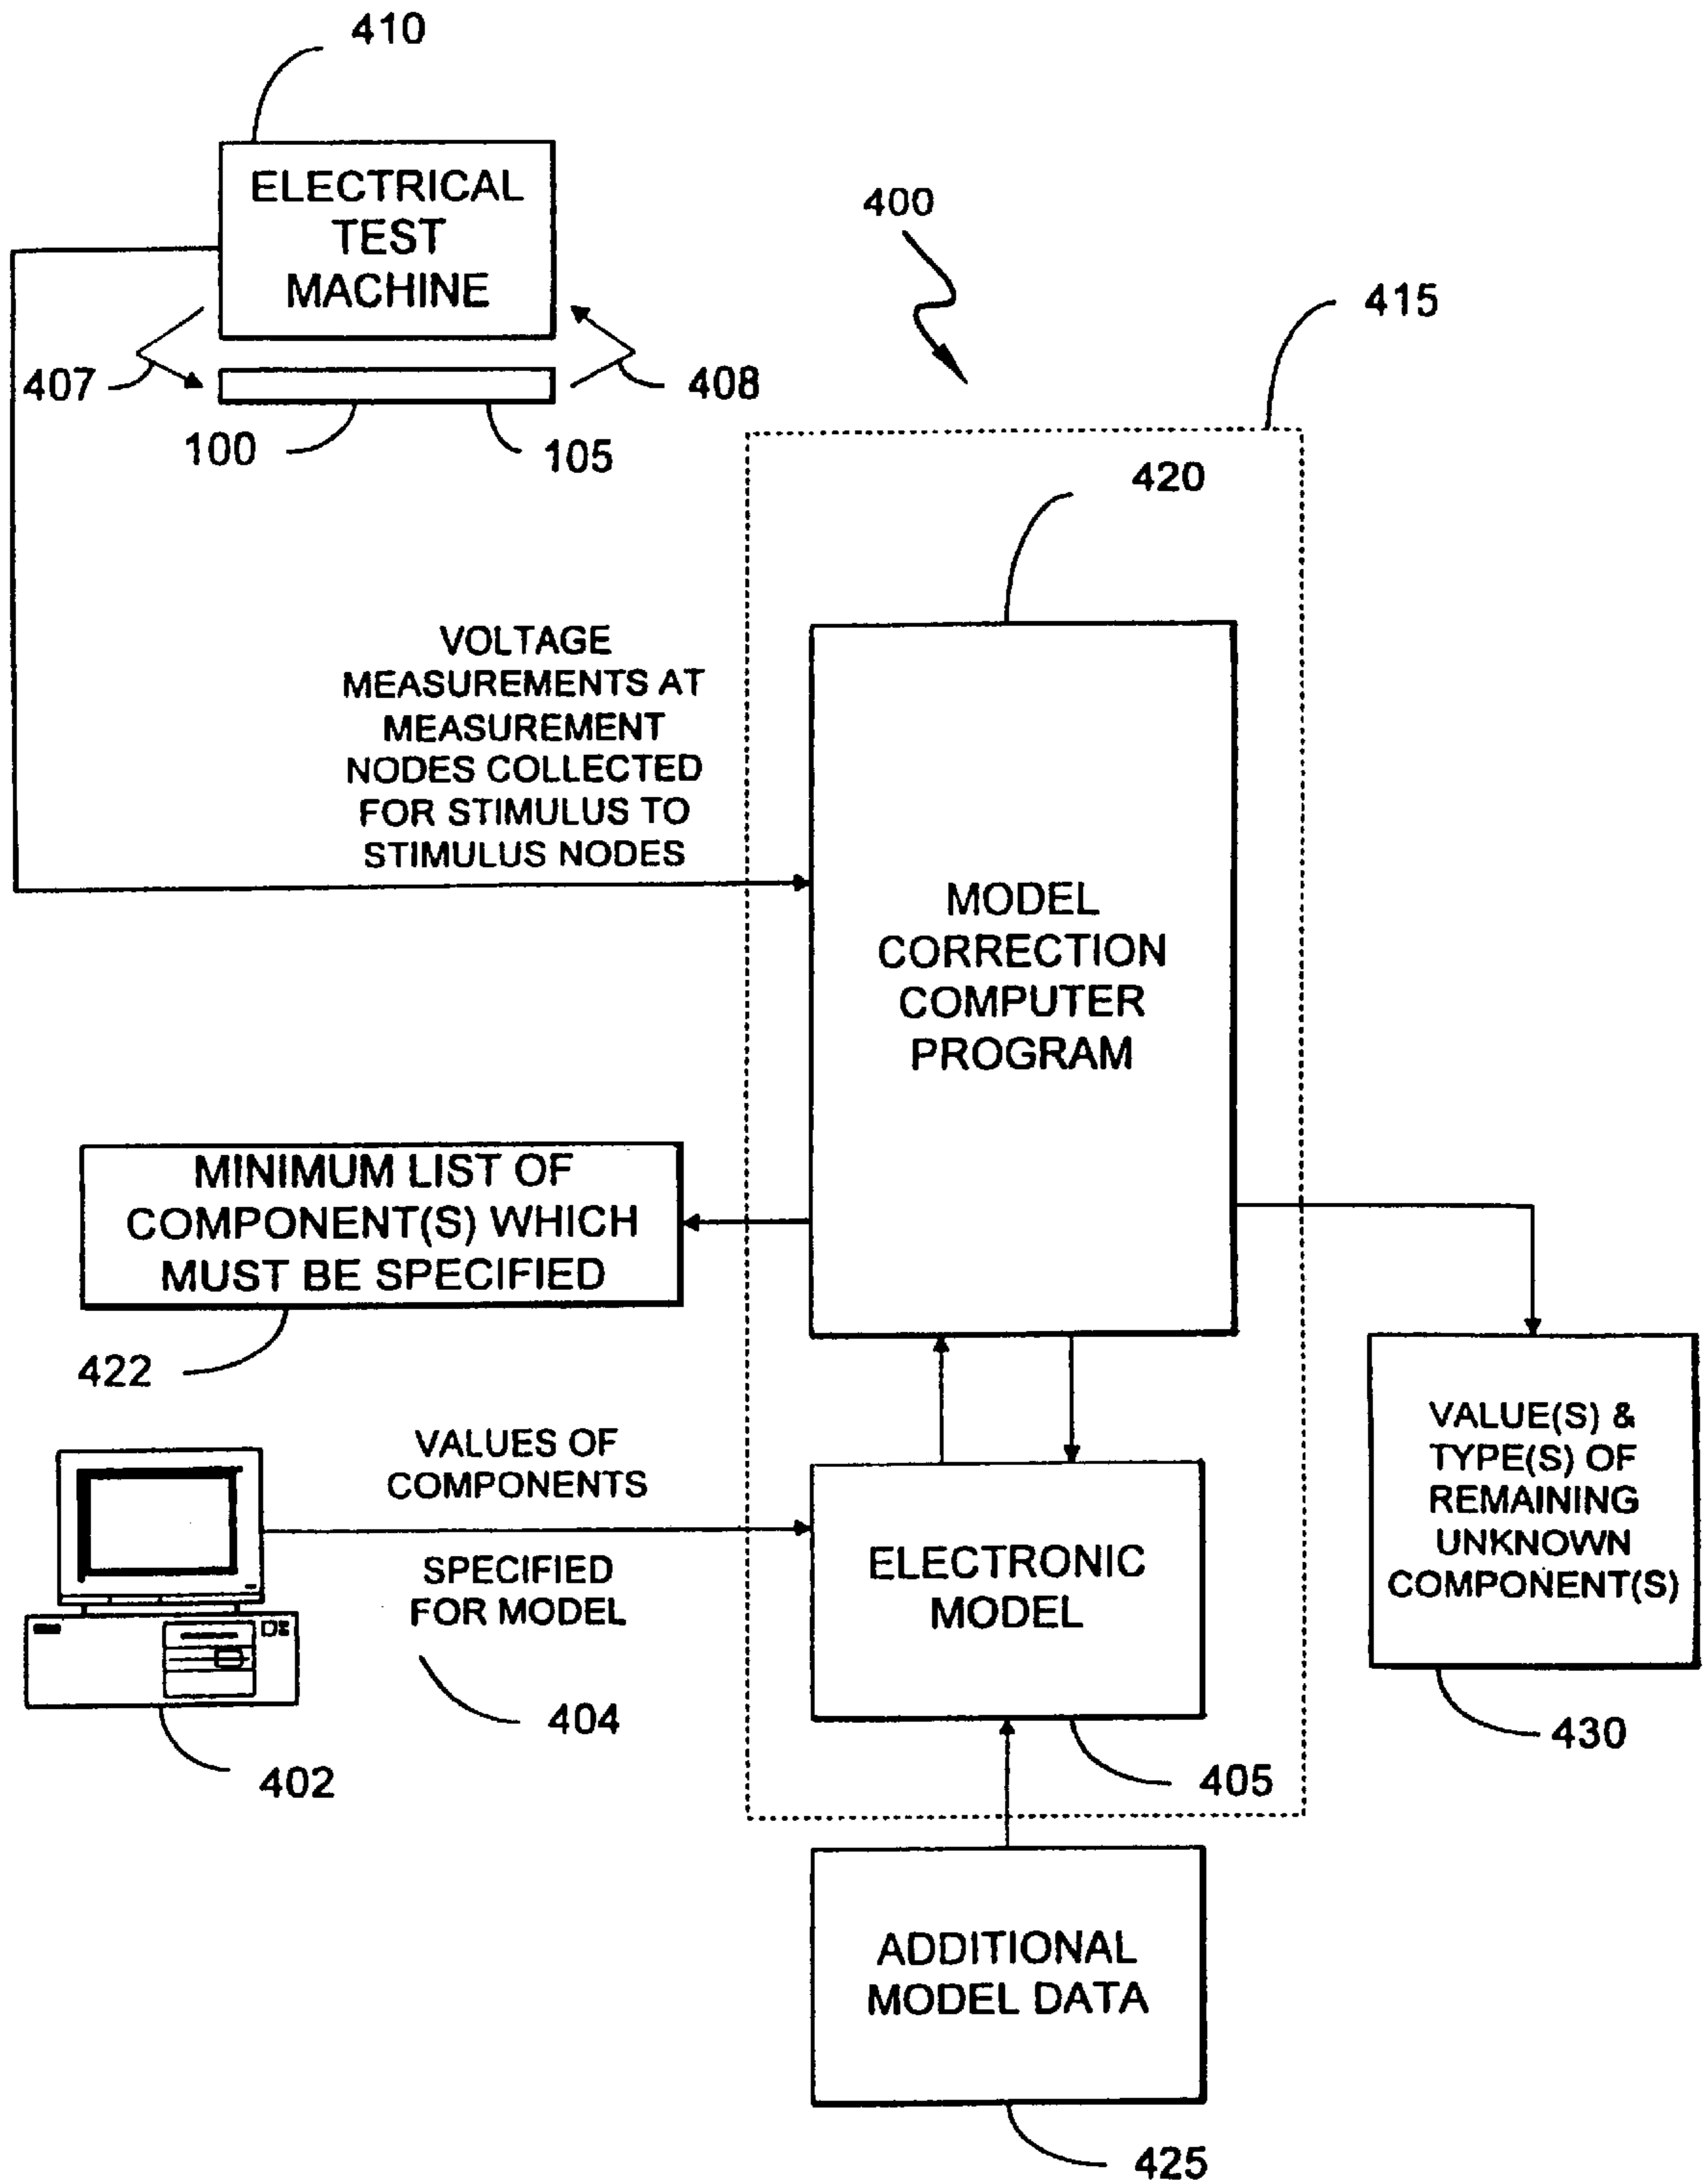 410
ELECTRICAL
TEST
MACHINE
400
415
407
408
100
105
420
VOLTAGE
MEASUREMENTS AT
MEASUREMENT
NODES COLLECTED
FOR STIMULUS TO
STIMULUS NODES
MODEL
CORRECTION
COMPUTER
PROGRAM
MINIMUM LIST OF
COMPONENT(S) WHICH
MUST BE SPECIFIED
422
VALUES OF
COMPONENTS
SPECIFIED
FOR MODEL
404
402
ELECTRONIC
MODEL
405
VALUE(S) &
TYPE(S) OF
REMAINING
UNKNOWN
COMPONENT(S)
430
ADDITIONAL
MODEL DATA
425